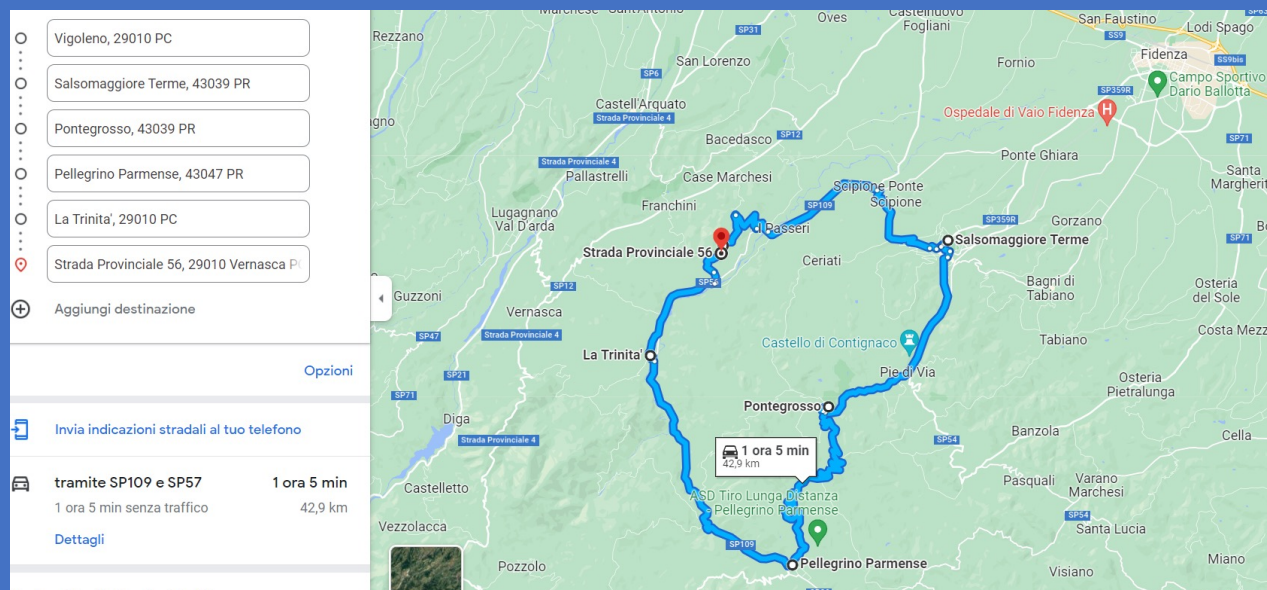 Vigoleno, 29010 PC
Salsomaggiore Terme, 43039 PR
Pontegrosso, 43039 PR
Pellegrino Parmense, 43047 PR
La Trinita', 29010 PC
Strada Provinciale 56, 29010 Vernasca PC
Aggiungi destinazione
Opzioni
Invia indicazioni stradali al tuo telefono
tramite SP109 e SP57
1 ora 5 min
1 ora 5 min senza traffico
42,9 km
Dettagli
Rezzano
Oves
Castelnuovo
Fogliani
San Faustino
Lodi Spago
SP31
SS9
San Lorenzo
Fidenza
SS9bis
SP6
Fornio
Campo Sportivo
Dario Ballotta
SP359R
Castell'Arquato
Strada Provinciale 4
Ospedale di Vaio Fidenza
Bacedasco
SP12
SP71
Ponte Ghiara
Strada Provinciale 4
Pallastrelli
Case Marchesi
Santa
Margherit
Scipione Ponte
Scipione
Franchini
SP109
Lugagnano
Val D'arda
SP359R
Gorzano
I Passeri
Salsomaggiore Terme
SP71
Strada Provinciale 56
Ceriati
Guzzoni
SP12
Bagni di
Tabiano
Osteria
del Sole
Vernasca
SP47
Strada Provinciale 4
Castello di Contignaco
Tabiano
Costa Mezz
La Trinita'
SP21
Pie di Via
SP71
Osteria
Pietralunga
Pontegrosso
Diga
Strada Provinciale 4
SP54
Banzola
Cella
1 ora 5 min
42,9 km
Pasquali
Varano
Marchesi
Castelletto
ASD Tiro Lunga Distanza
- Pellegrino Parmense
SP54
Santa Lucia
Vezzolacca
SP109
Pozzolo
Pellegrino Parmense
Visiano
Miano